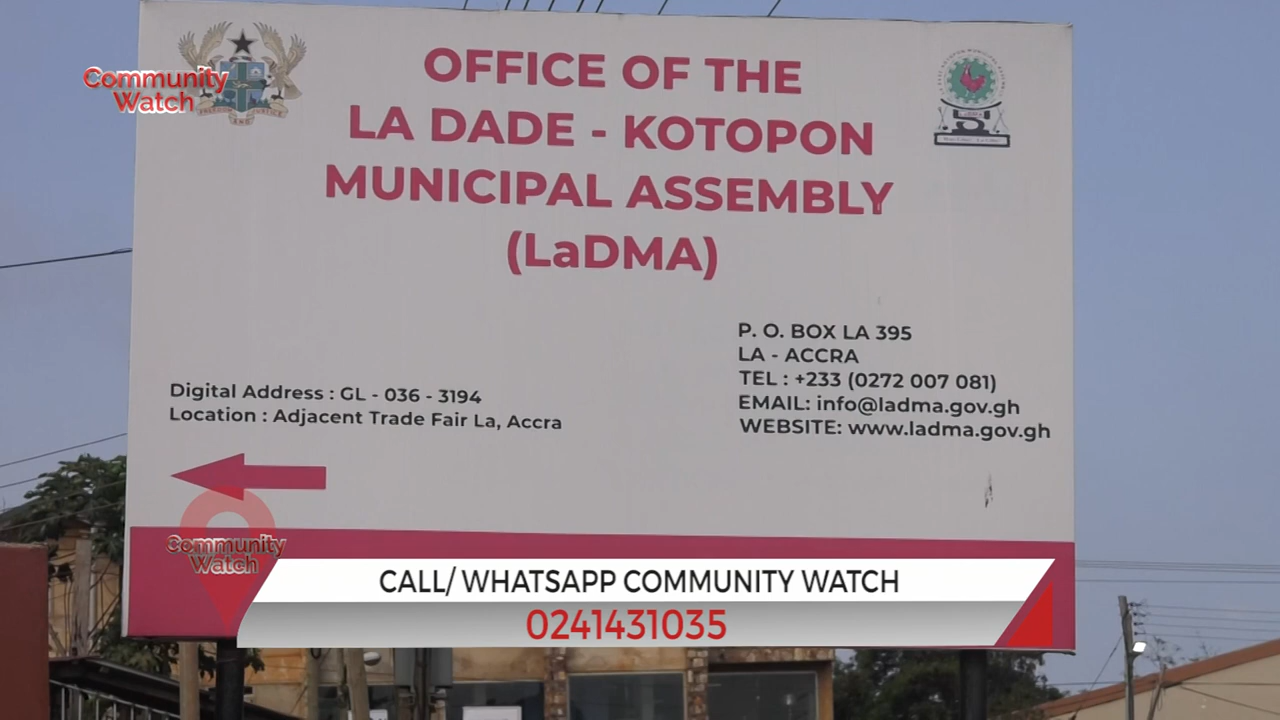 Community
Watch
OFFICE OF THE
LA DADE - KOTOPON
MUNICIPAL ASSEMBLY
(LaDMA)
P. O. BOX LA 395
LA - ACCRA
TEL : +233 (0272 007 081)
EMAIL: info@ladma.gov.gh
WEBSITE: www.ladma.gov.gh
Digital Address : GL - 036 - 3194
Location : Adjacent Trade Fair La, Accra
Community
Watch
CALL/ WHATSAPP COMMUNITY WATCH
0241431035